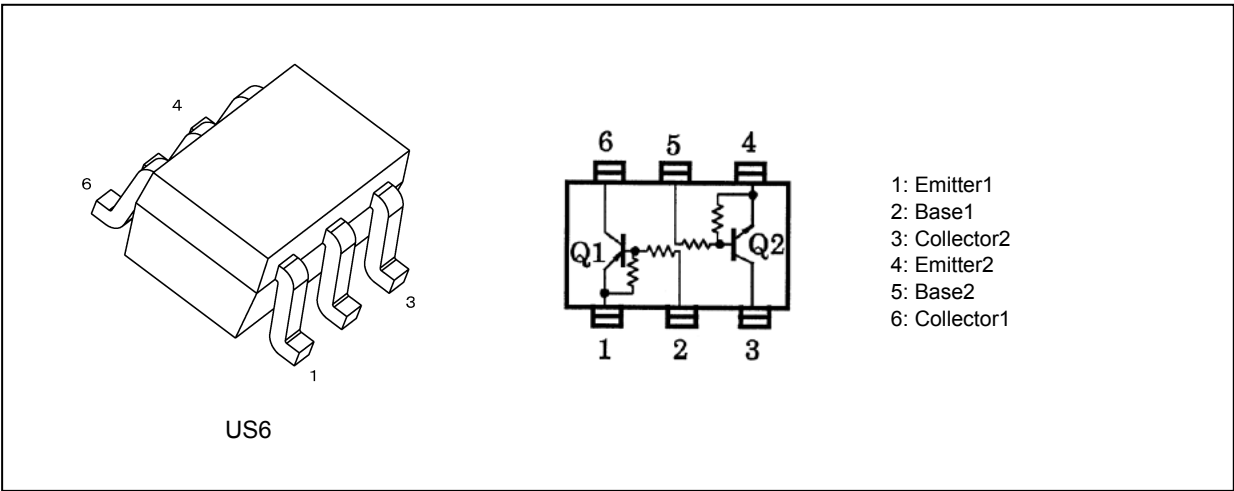 4
6
3
1
US6
6 5 4
Q1 Q2
1 2 3
1: Emitter1
2: Base1
3: Collector2
4: Emitter2
5: Base2
6: Collector1